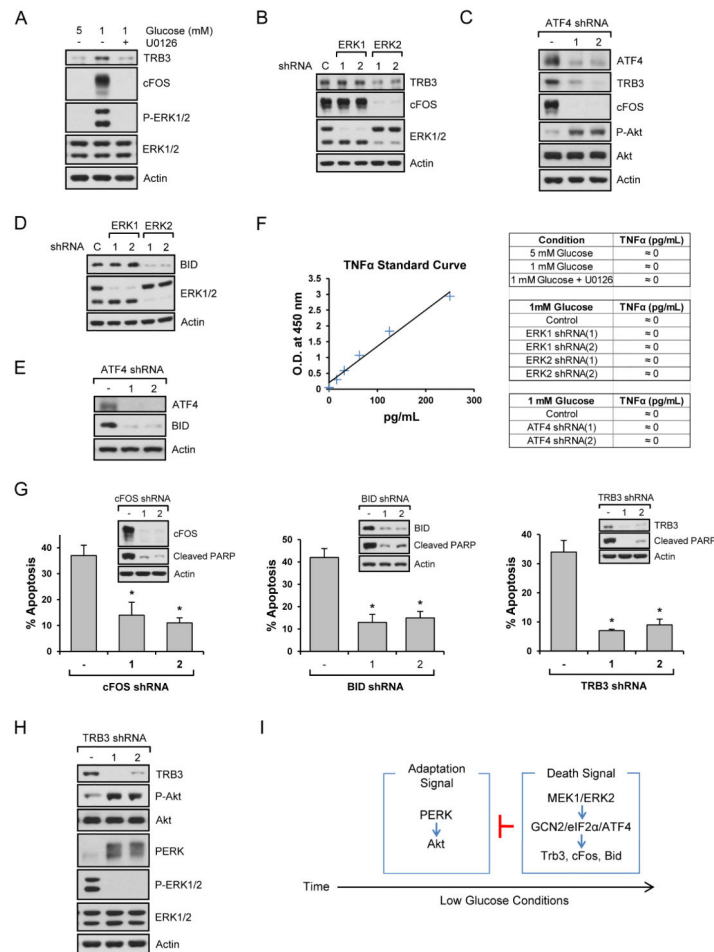 A
5 1 1 Glucose (mM)
- - + U0126
TRB3
cFOS
P-ERK1/2
ERK1/2
Actin
B
ERK1 ERK2
shRNA C 1 2 1 2
TRB3
cFOS
ERK1/2
Actin
C
ATF4 shRNA
- 1 2
ATF4
TRB3
cFOS
P-Akt
Akt
Actin
D
ERK1 ERK2
shRNA C 1 2 1 2
BID
ERK1/2
Actin
E
ATF4 shRNA
- 1 2
ATF4
BID
Actin
F
TNFα Standard Curve
O.D. at 450 nm
3.5
3
2.5
2
1.5
1
0.5
0
0 100 200 300
pg/mL
Condition TNFα (pg/mL)
5 mM Glucose ≈ 0
1 mM Glucose ≈ 0
1 mM Glucose + U0126 ≈ 0
1mM Glucose TNFα (pg/mL)
Control ≈ 0
ERK1 shRNA(1) ≈ 0
ERK1 shRNA(2) ≈ 0
ERK2 shRNA(1) ≈ 0
ERK2 shRNA(2) ≈ 0
1 mM Glucose TNFα (pg/mL)
Control ≈ 0
ATF4 shRNA(1) ≈ 0
ATF4 shRNA(2) ≈ 0
G
cFOS shRNA
- 1 2
cFOS
Cleaved PARP
Actin
% Apoptosis
40
30
20
10
0
* *
- 1 2
cFOS shRNA
BID shRNA
- 1 2
BID
Cleaved PARP
Actin
% Apoptosis
50
40
30
20
10
0
* *
- 1 2
BID shRNA
TRB3 shRNA
- 1 2
TRB3
Cleaved PARP
Actin
% Apoptosis
40
30
20
10
0
* *
- 1 2
TRB3 shRNA
H
TRB3 shRNA
- 1 2
TRB3
P-Akt
Akt
PERK
P-ERK1/2
ERK1/2
Actin
I
Adaptation
Signal
PERK
Akt
Death Signal
MEK1/ERK2
GCN2/eIF2α/ATF4
Trb3, cFos, Bid
Time
Low Glucose Conditions